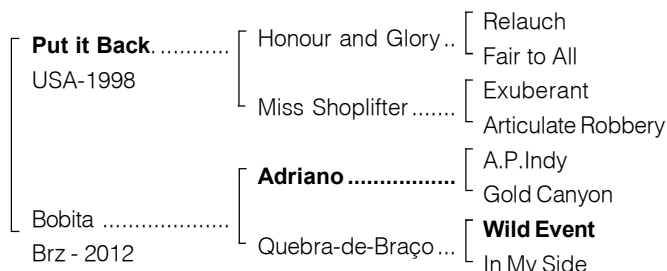 Put it Back. ...........
USA-1998
Honour and Glory ..
Relauch
Fair to All
Miss Shoplifter .......
Exuberant
Articulate Robbery
Bobita ....................
Brz - 2012
Adriano .................
A.P.Indy
Gold Canyon
Quebra-de-Braço ...
Wild Event
In My Side